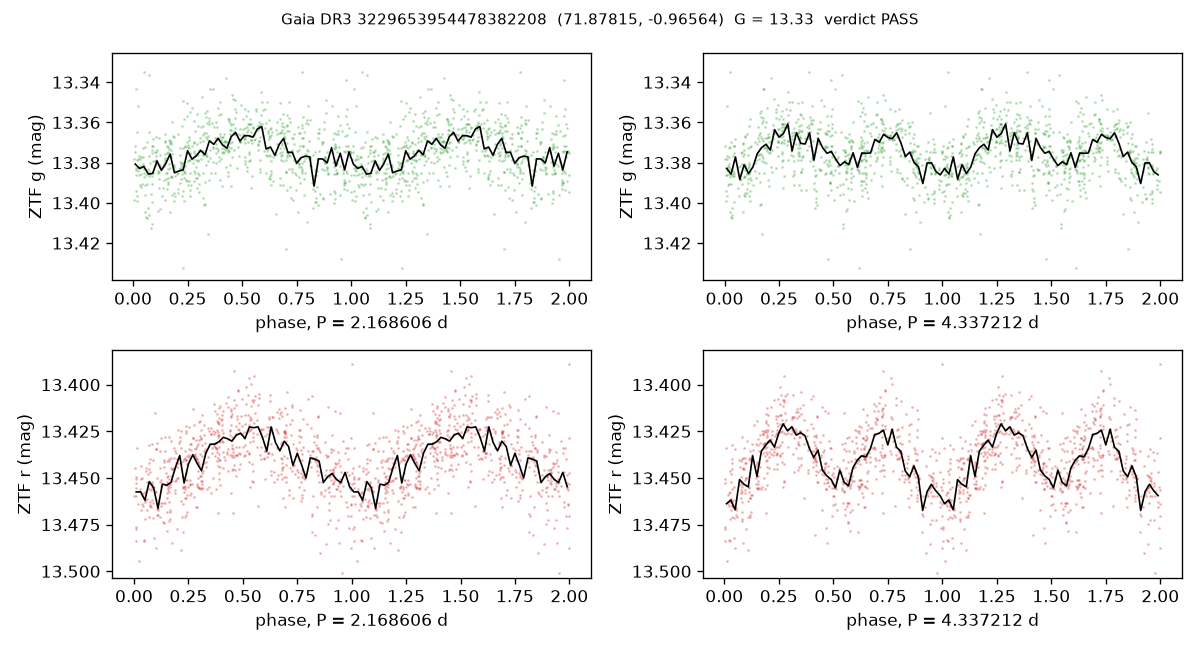 Gaia DR3 3229653954478382208  (71.87815, -0.96564)  G = 13.33  verdict PASS
ZTF g (mag)
13.34
13.36
13.38
13.40
13.42
0.00 0.25 0.50 0.75 1.00 1.25 1.50 1.75 2.00
phase, P = 2.168606 d
ZTF g (mag)
13.34
13.36
13.38
13.40
13.42
0.00 0.25 0.50 0.75 1.00 1.25 1.50 1.75 2.00
phase, P = 4.337212 d
ZTF r (mag)
13.400
13.425
13.450
13.475
13.500
0.00 0.25 0.50 0.75 1.00 1.25 1.50 1.75 2.00
phase, P = 2.168606 d
ZTF r (mag)
13.400
13.425
13.450
13.475
13.500
0.00 0.25 0.50 0.75 1.00 1.25 1.50 1.75 2.00
phase, P = 4.337212 d